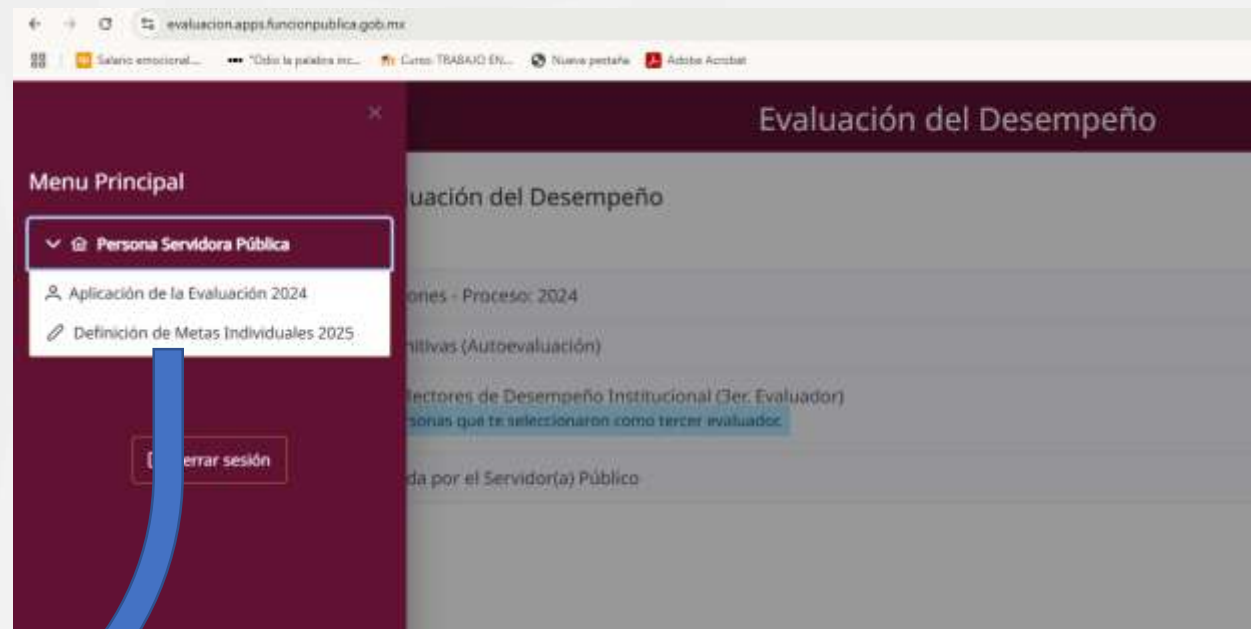 evaluacion.apps.funcionpublica.gob.mx
Salario emocional... "Odio la palabra inc... Curso: TRABAJO EN... Nueva pestaña Adobe Acrobat
Evaluación del Desempeño
Menu Principal
uación del Desempeño
Persona Servidora Pública
Aplicación de la Evaluación 2024
ones - Proceso: 2024
Definición de Metas Individuales 2025
nitivas (Autoevaluación)
lectores de Desempeño Institucional (3er. Evaluador)
rsonas que te seleccionaron como tercer evaluador.
errar sesión
da por el Servidor(a) Público